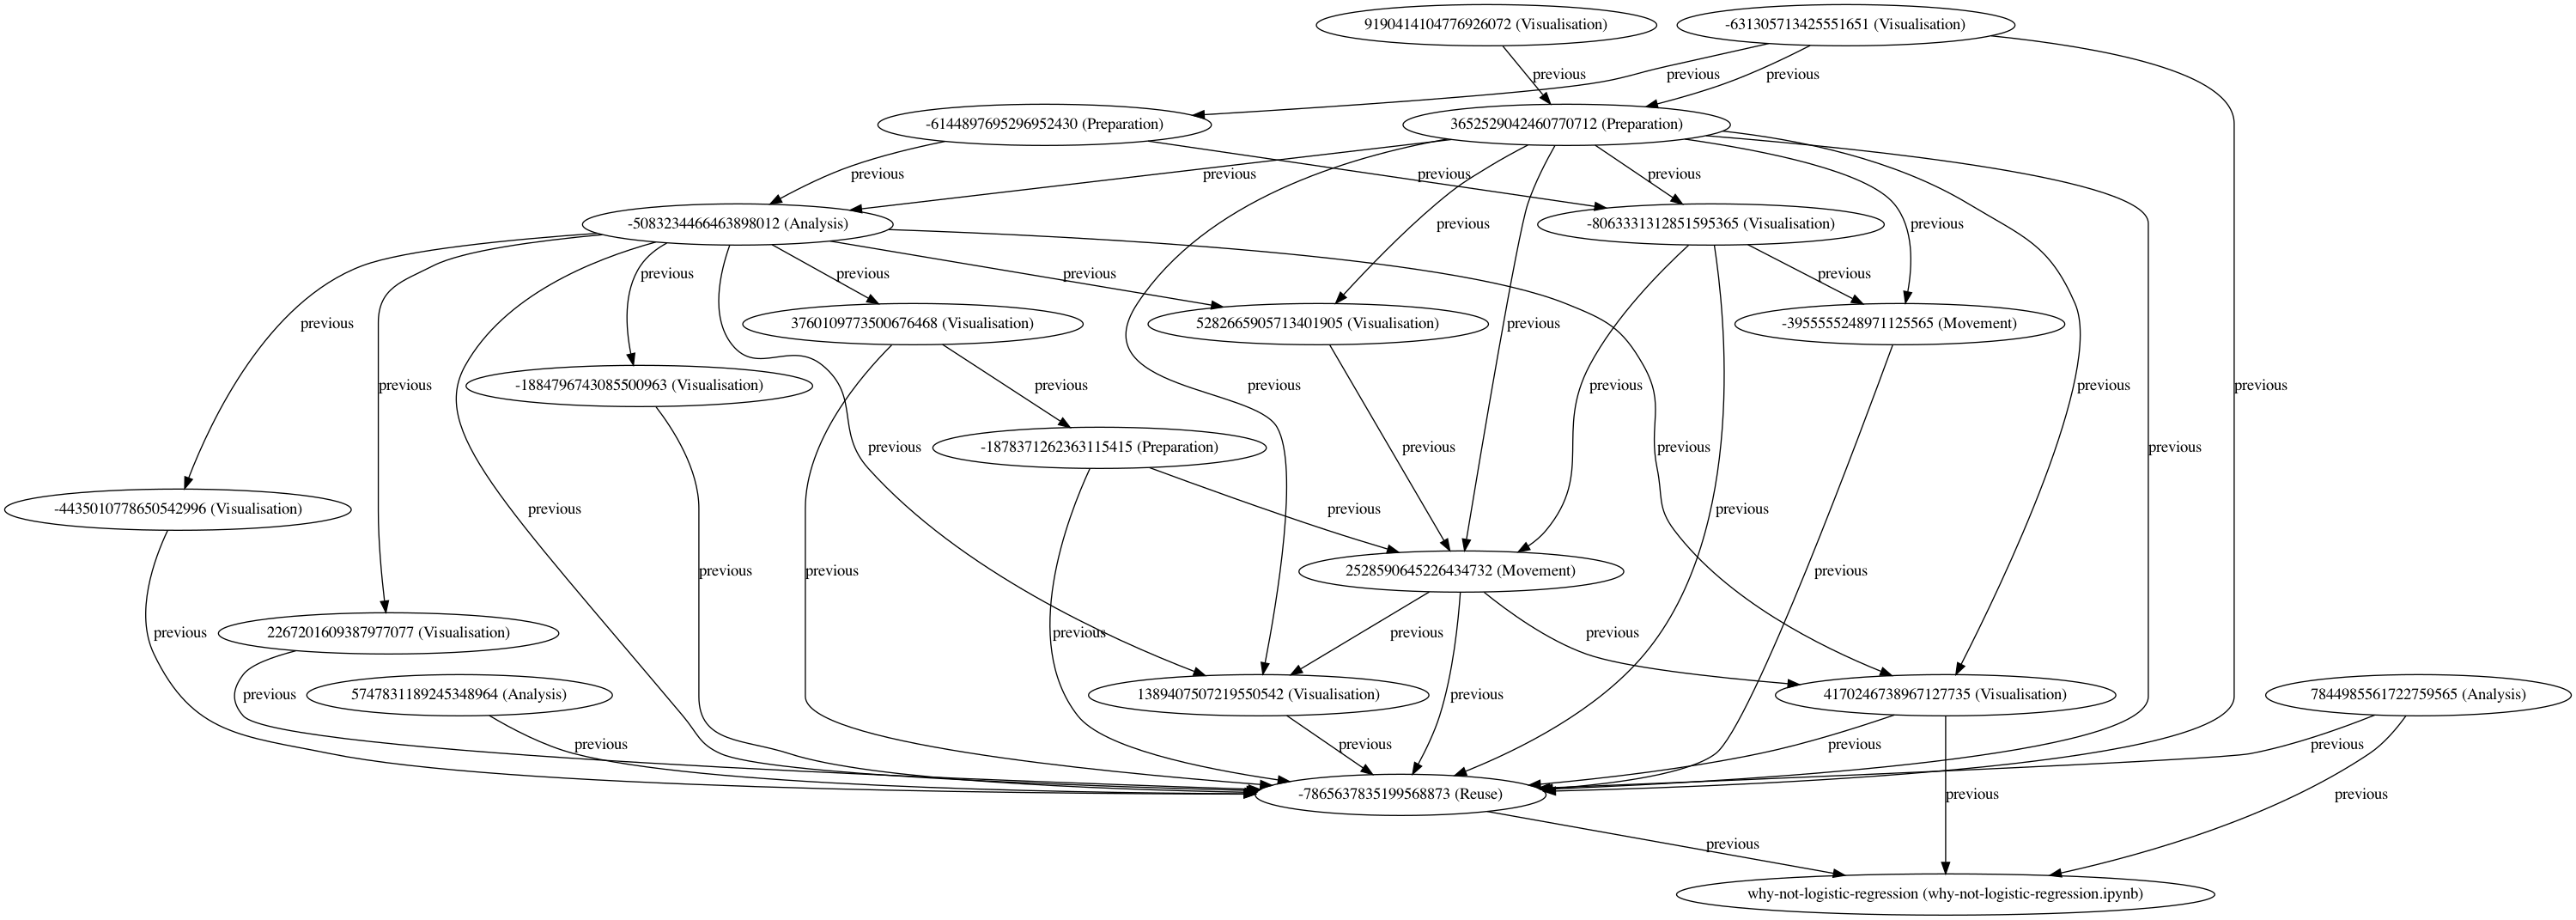 9190414104776926072 (Visualisation)
-631305713425551651 (Visualisation)
previous
previous
previous
-6144897695296952430 (Preparation)
3652529042460770712 (Preparation)
previous
previous
previous
previous
-5083234466463898012 (Analysis)
previous
-8063331312851595365 (Visualisation)
previous
previous
previous
previous
previous
previous
3760109773500676468 (Visualisation)
5282665905713401905 (Visualisation)
previous
-3955555248971125565 (Movement)
previous
-1884796743085500963 (Visualisation)
previous
previous
previous
previous
previous
previous
-1878371262363115415 (Preparation)
previous
previous
previous
-4435010778650542996 (Visualisation)
previous
previous
previous
previous
previous
2528590645226434732 (Movement)
previous
previous
2267201609387977077 (Visualisation)
previous
previous
previous
previous
5747831189245348964 (Analysis)
1389407507219550542 (Visualisation)
previous
4170246738967127735 (Visualisation)
7844985561722759565 (Analysis)
previous
previous
previous
previous
-7865637835199568873 (Reuse)
previous
previous
previous
why-not-logistic-regression (why-not-logistic-regression.ipynb)